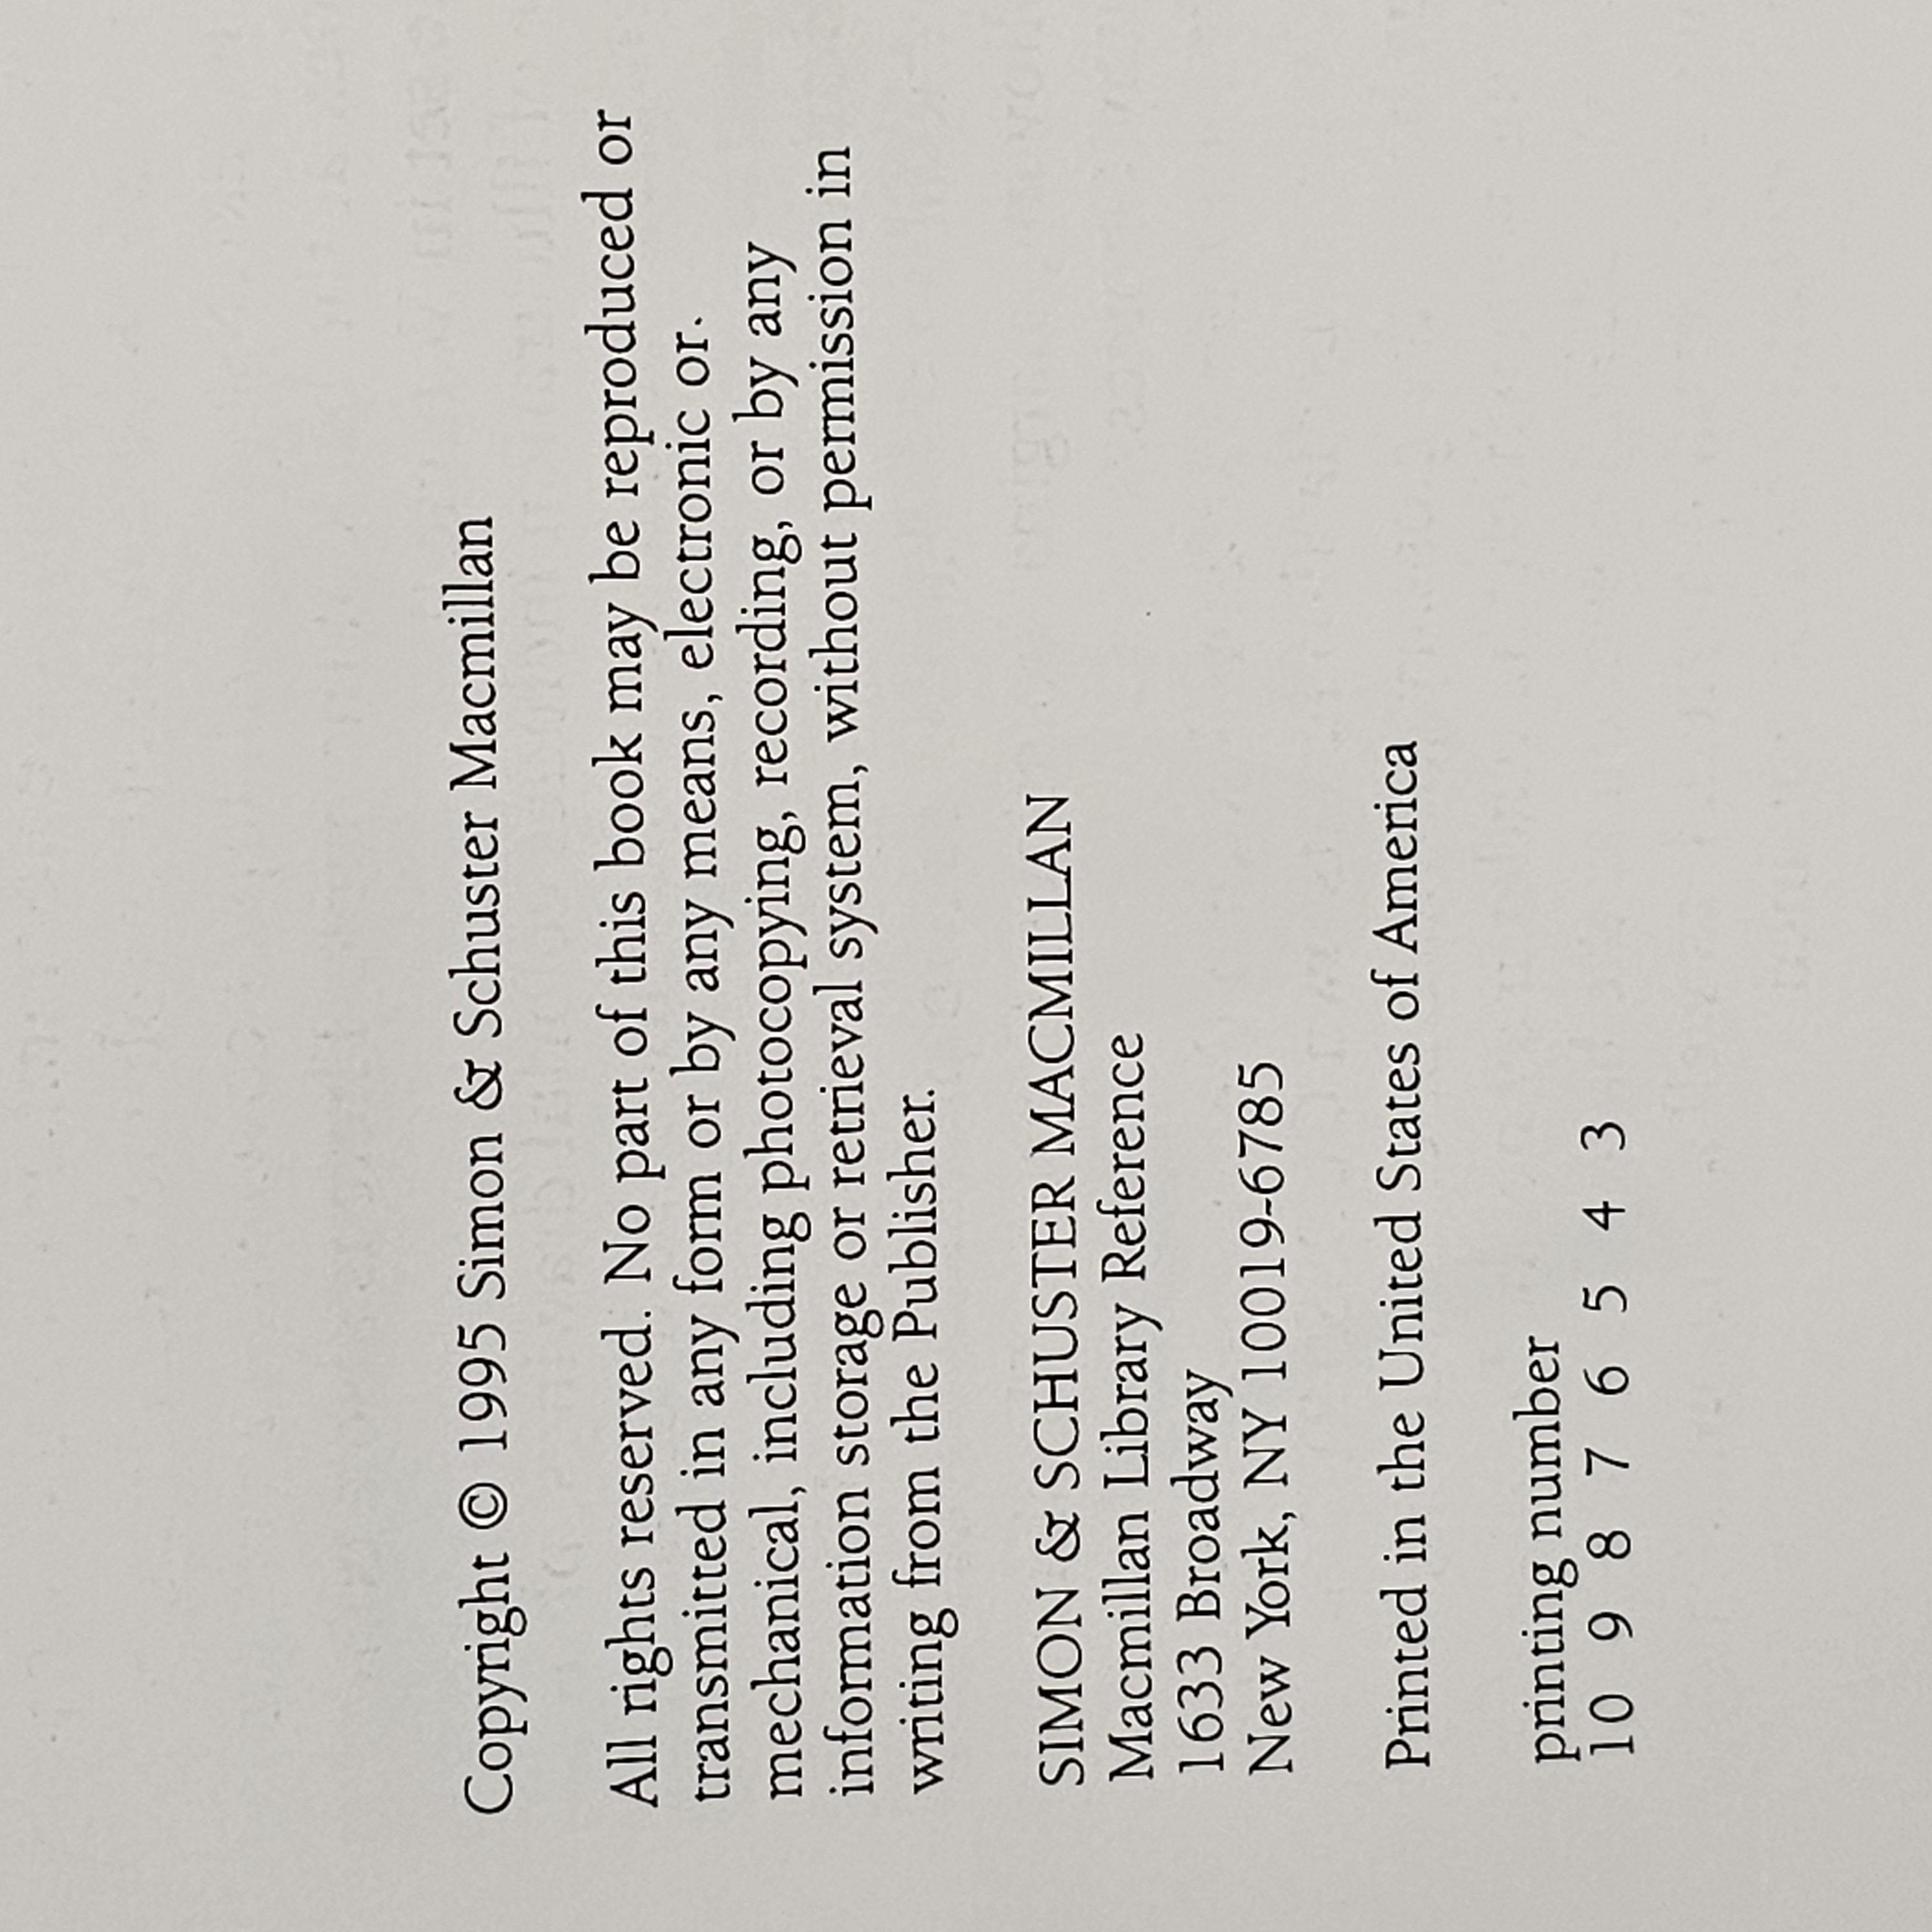 Copyright © 1995 Simon & Schuster Macmillan
All rights reserved. No part of this book may be reproduced or
transmitted in any form or by any means, electronic or.
mechanical, including photocopying, recording, or by any
information storage or retrieval system, without permission in
writing from the Publisher.
SIMON & SCHUSTER MACMILLAN
Macmillan Library Reference
1633 Broadway
New York, NY 10019-6785
Printed in the United States of America
printing number
10 9 8 7 6 5 4 3